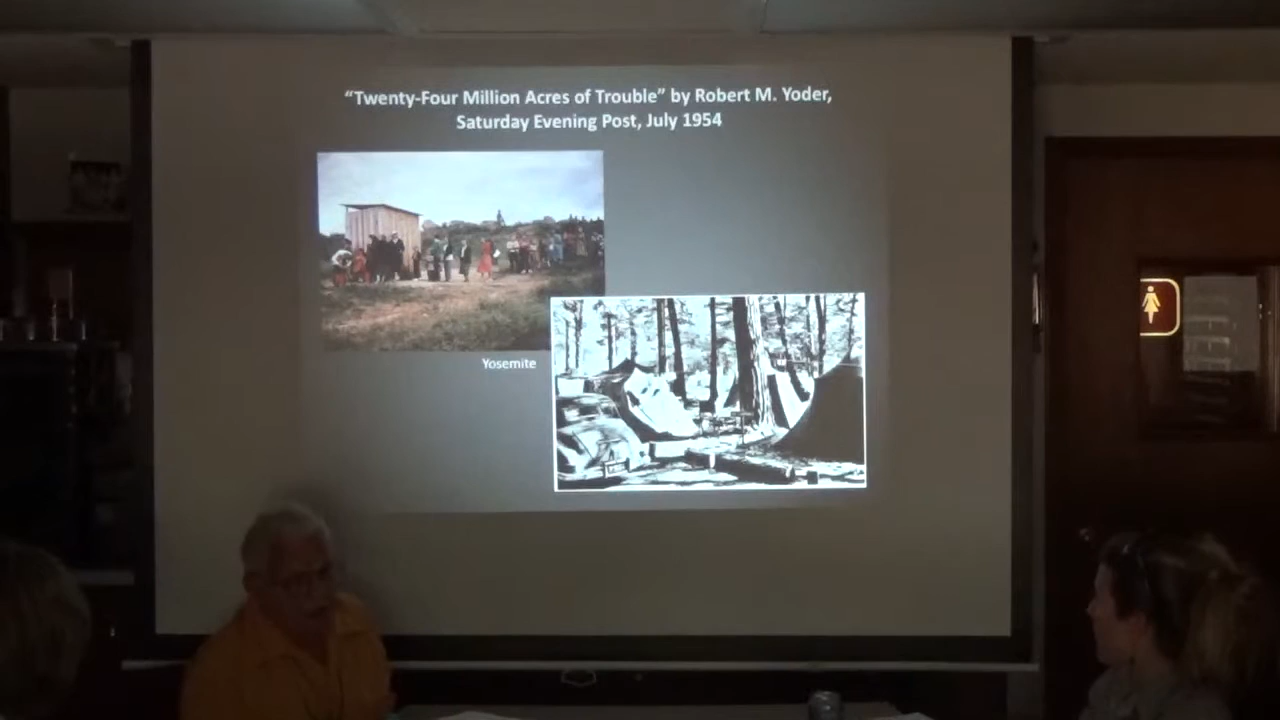 “Twenty-Four Million Acres of Trouble” by Robert M. Yoder,
Saturday Evening Post, July 1954
Yosemite